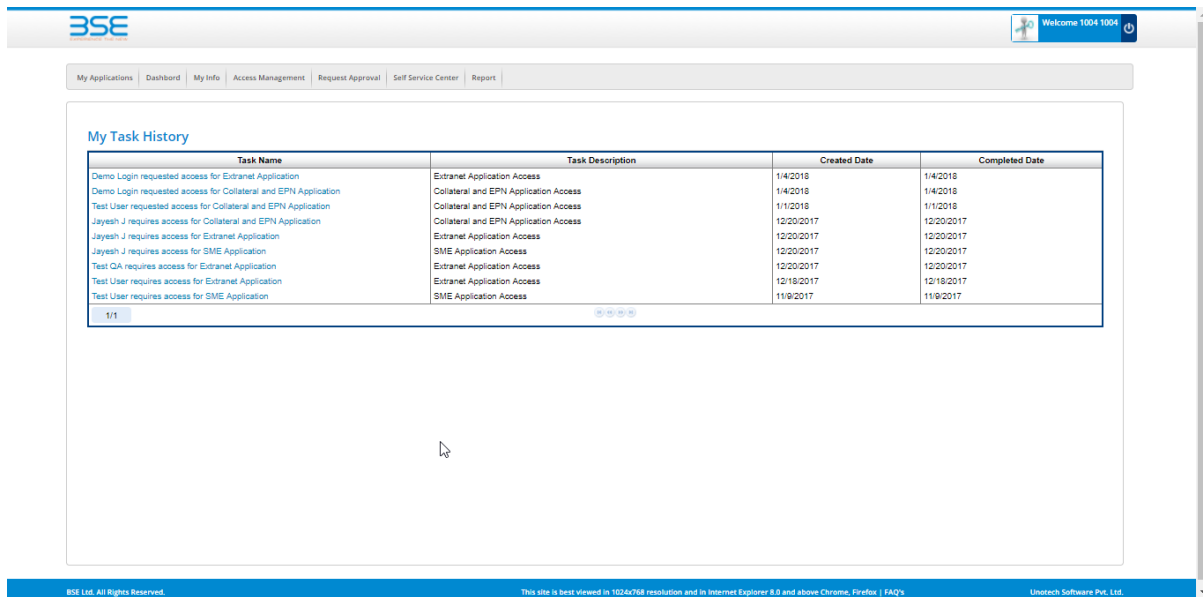 BSE
EXPERIENCE THE NEW
Welcome 1004 1004
My Applications Dashbord My Info Access Management Request Approval Self Service Center Report
My Task History
Task Name Task Description Created Date Completed Date
Demo Login requested access for Extranet Application Extranet Application Access 1/4/2018 1/4/2018
Demo Login requested access for Collateral and EPN Application Collateral and EPN Application Access 1/4/2018 1/4/2018
Test User requested access for Collateral and EPN Application Collateral and EPN Application Access 1/1/2018 1/1/2018
Jayesh J requires access for Collateral and EPN Application Collateral and EPN Application Access 12/20/2017 12/20/2017
Jayesh J requires access for Extranet Application Extranet Application Access 12/20/2017 12/20/2017
Jayesh J requires access for SME Application SME Application Access 12/20/2017 12/20/2017
Test QA requires access for Extranet Application Extranet Application Access 12/20/2017 12/20/2017
Test User requires access for Extranet Application Extranet Application Access 12/18/2017 12/18/2017
Test User requires access for SME Application SME Application Access 11/9/2017 11/9/2017
1/1
BSE Ltd. All Rights Reserved. This site is best viewed in 1024x768 resolution and in Internet Explorer 8.0 and above Chrome, Firefox | FAQ's Unotech Software Pvt. Ltd.